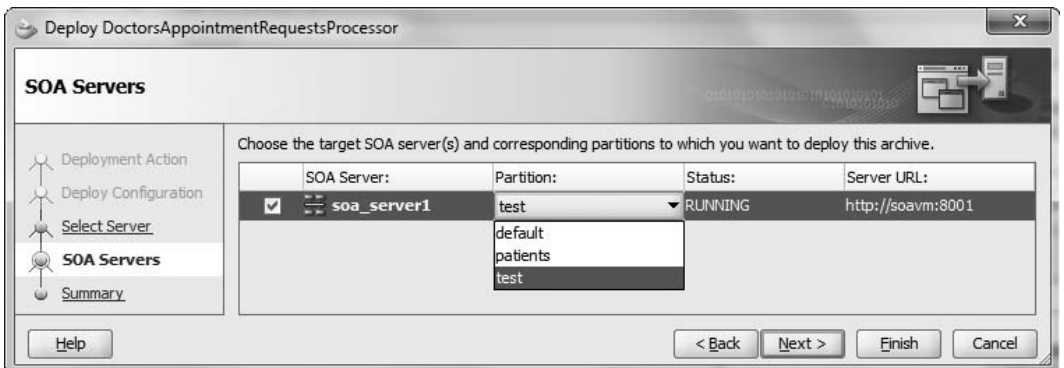 Deploy DoctorsAppointmentRequestsProcessor
x
SOA Servers
Deployment Action
Deploy Configuration
Select Server
SOA Servers
Summary
Choose the target SOA server(s) and corresponding partitions to which you want to deploy this archive.
SOA Server: Partition: Status: Server URL:
soa_server1 test RUNNING http://soavm:8001
default
patients
test
Help < Back Next > Finish Cancel